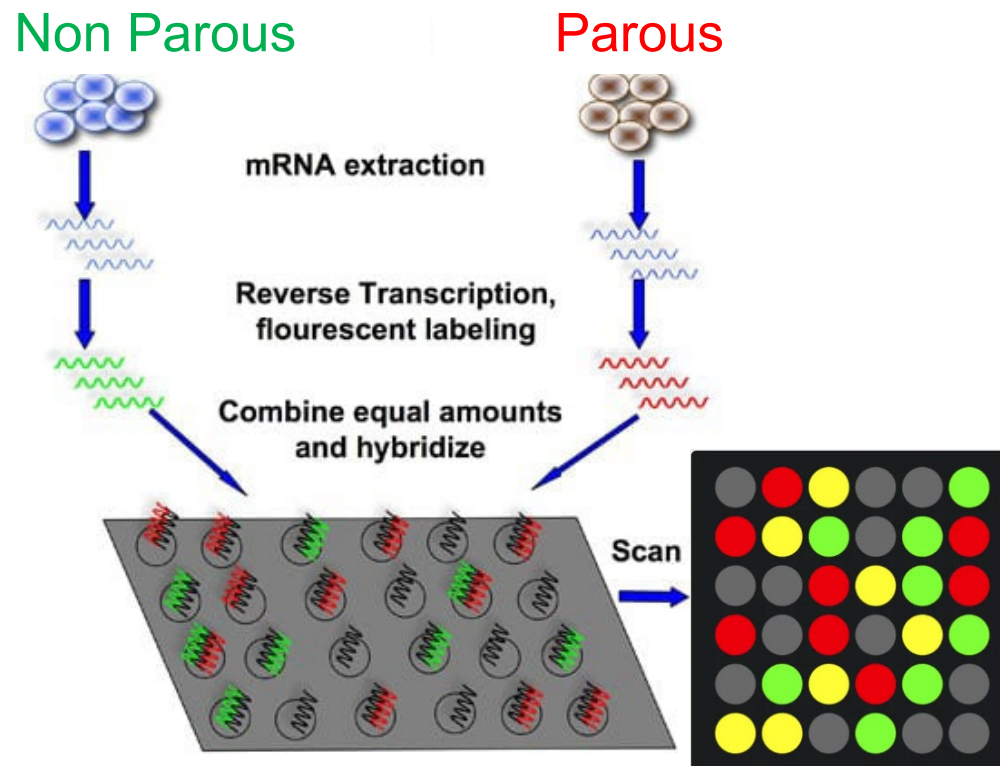 Non Parous
Parous
mRNA extraction
Reverse Transcription,
flourescent labeling
Combine equal amounts
and hybridize
Scan